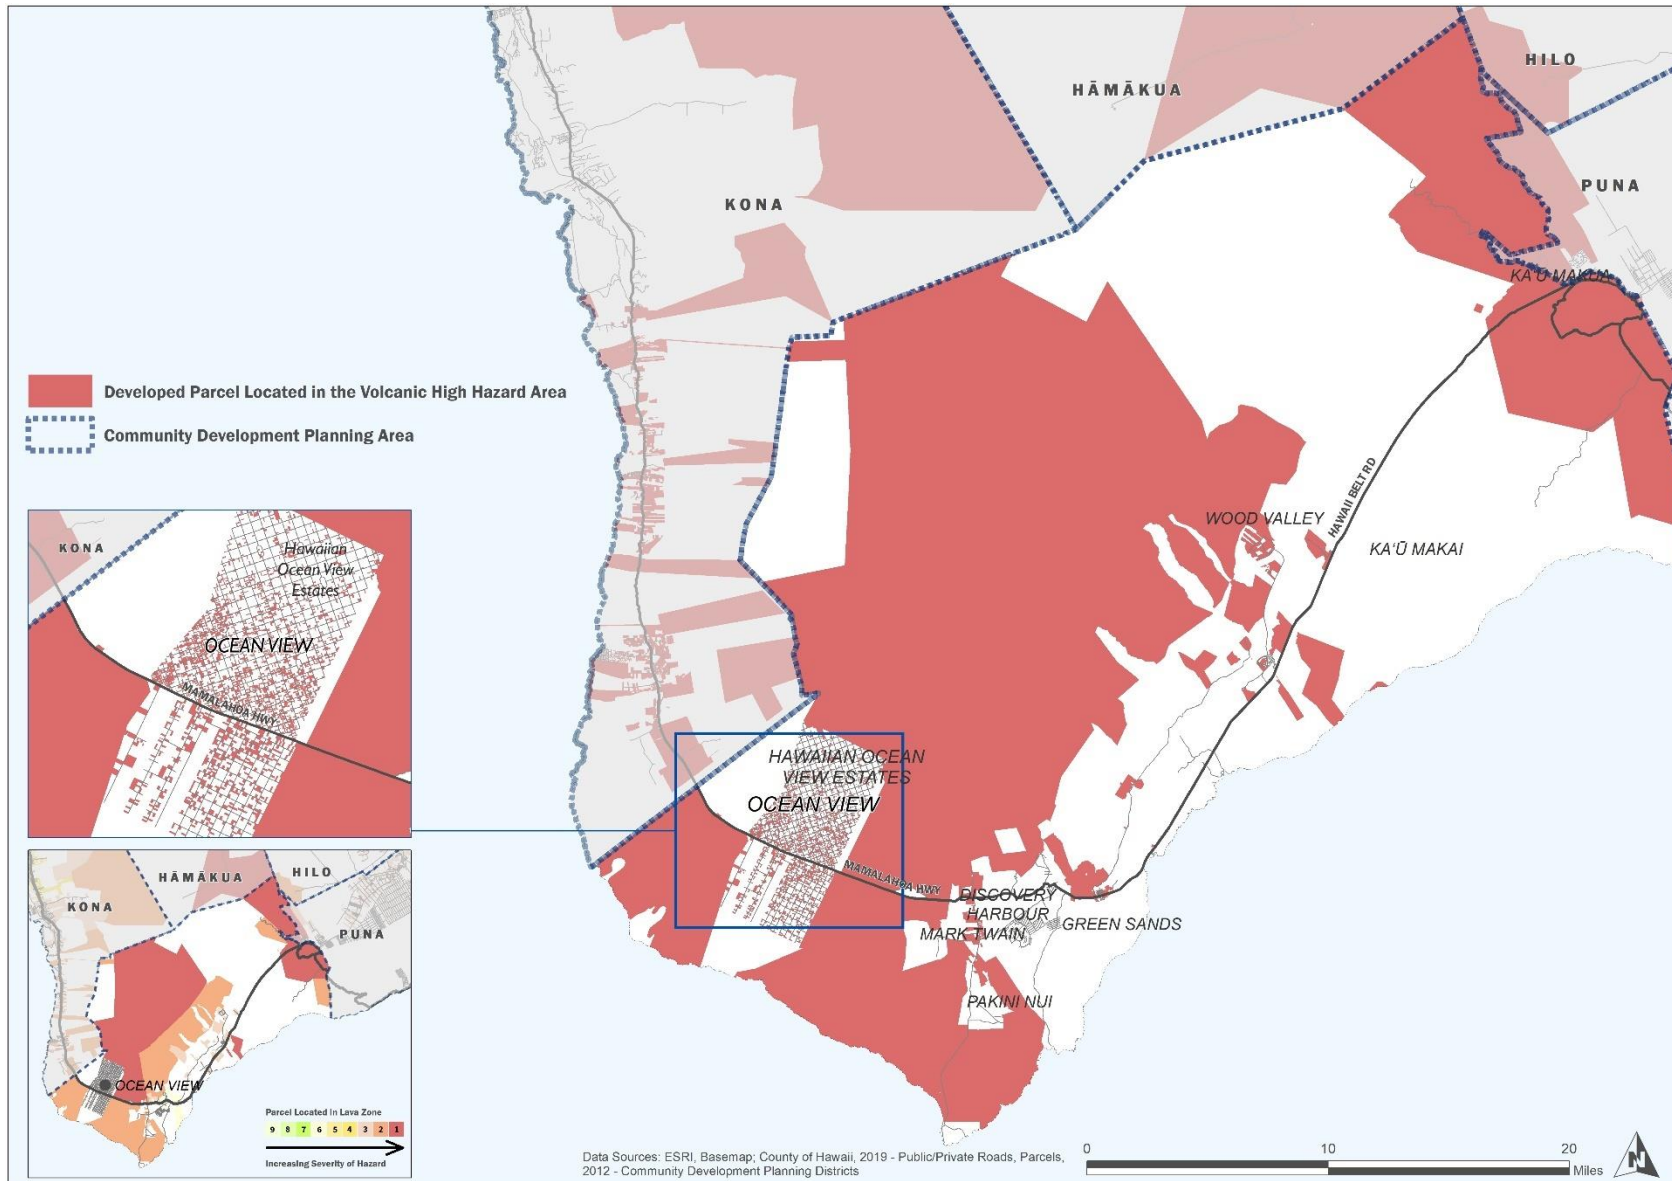 HILO
HĀMĀKUA
PUNA
KONA
KA'Ū MAKUA
Developed Parcel Located in the Volcanic High Hazard Area
Community Development Planning Area
HAWAII BELT RD
WOOD VALLEY
KA'Ū MAKAI
KONA
Hawaiian
Ocean View
Estates
OCEAN VIEW
MAMALAHOA HWY
HAWAIIAN OCEAN
VIEW ESTATES
OCEAN VIEW
MAMALAHOA HWY
DISCOVERY
HARBOUR
MARK TWAIN
GREEN SANDS
PAKINI NUI
HĀMĀKUA
HILO
KONA
PUNA
OCEAN VIEW
Parcel Located in Lava Zone
9 8 7 6 5 4 3 2 1
Increasing Severity of Hazard
Data Sources: ESRI, Basemap; County of Hawaii, 2019 - Public/Private Roads, Parcels,
2012 - Community Development Planning Districts
0 10 20
Miles
N